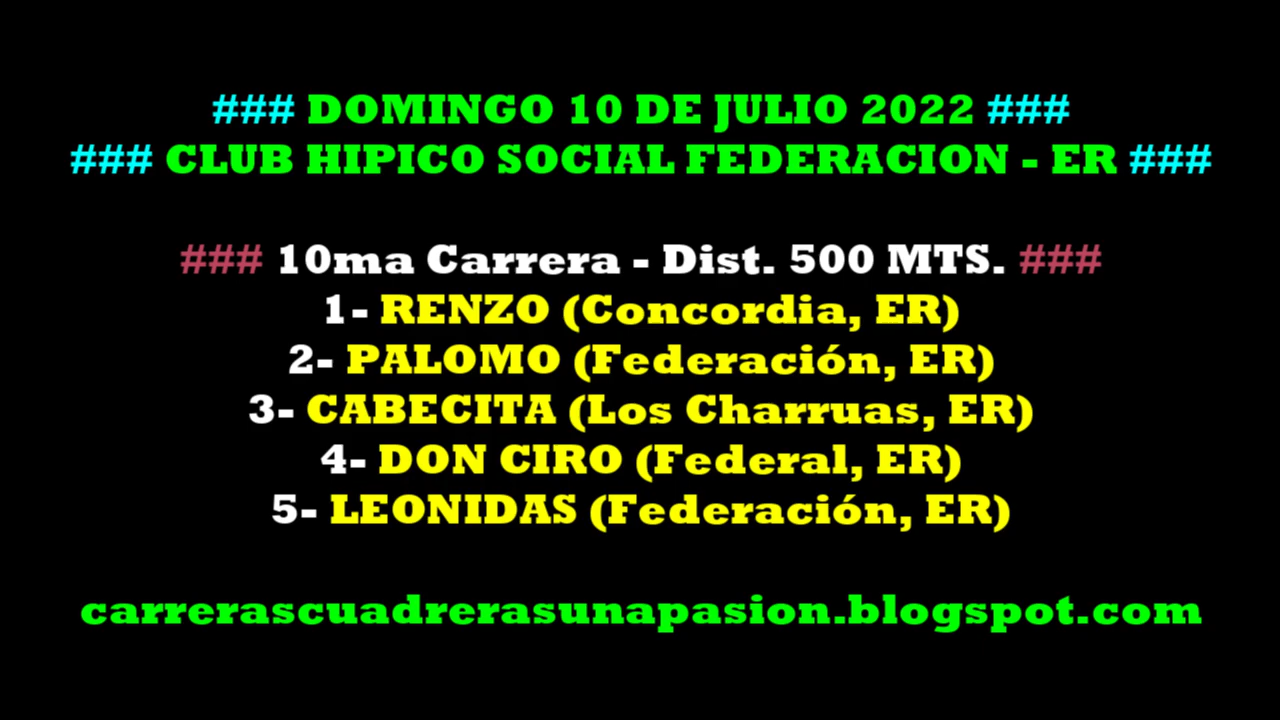 ### DOMINGO 10 DE JULIO 2022 ###
### CLUB HIPICO SOCIAL FEDERACION - ER ###
### 10ma Carrera - Dist. 500 MTS. ###
1- RENZO (Concordia, ER)
2- PALOMO (Federación, ER)
3- CABECITA (Los Charruas, ER)
4- DON CIRO (Federal, ER)
5- LEONIDAS (Federación, ER)
carrerascuadrerasunapasion.blogspot.com